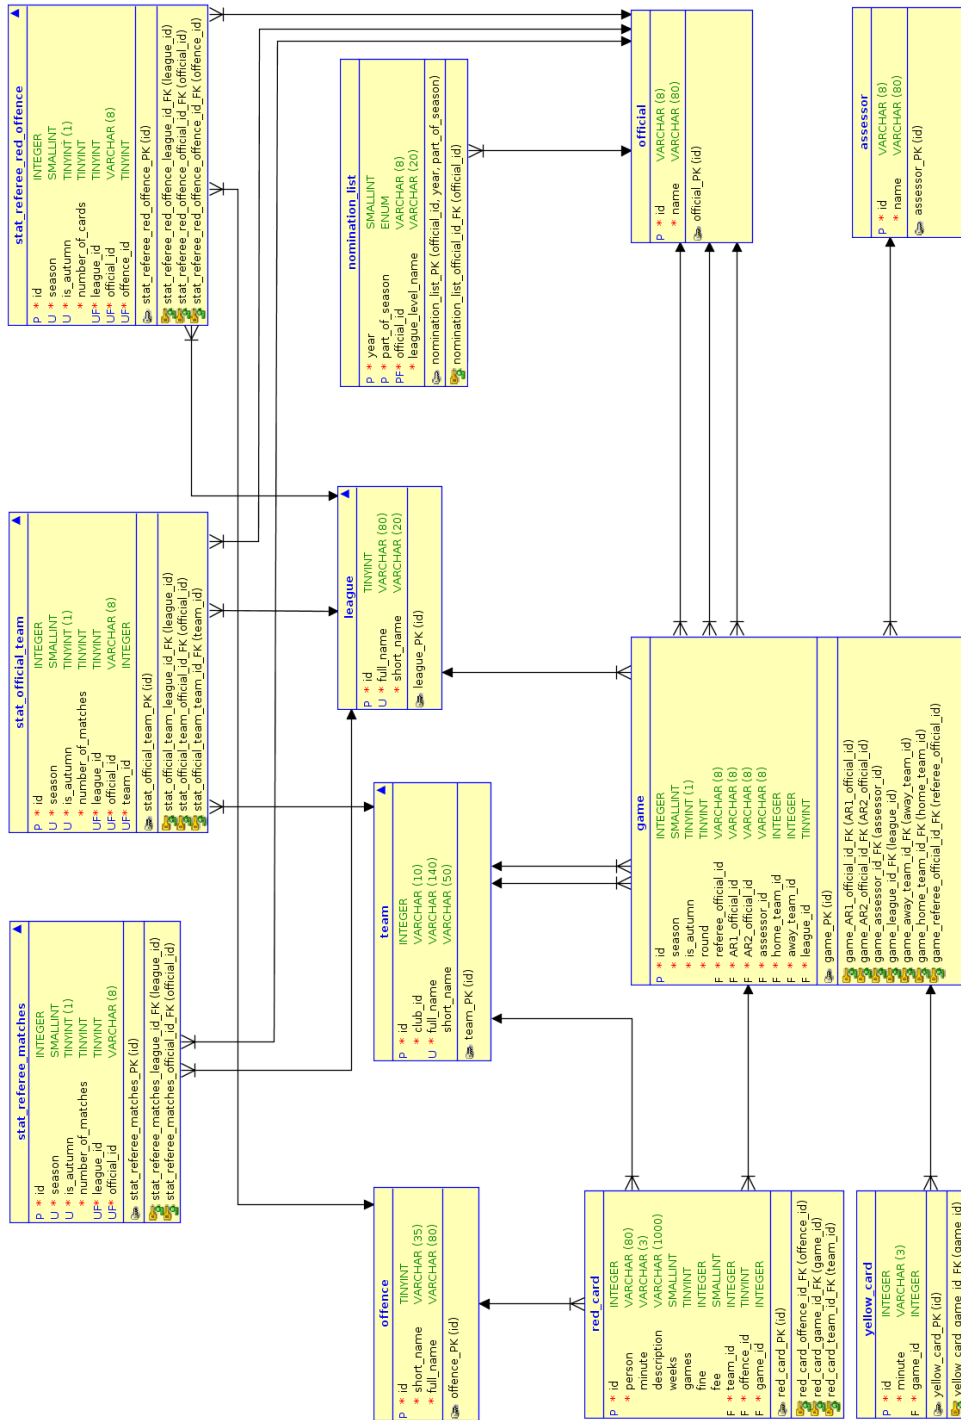 stat_referee_matches
P * id INTEGER
U * season SMALLINT
U * is_autumn TINYINT (1)
* number_of_matches TINYINT
UF* league_id TINYINT
UF* official_id VARCHAR (8)
stat_referee_matches_PK (id)
stat_referee_matches_league_id_FK (league_id)
stat_referee_matches_official_id_FK (official_id)
stat_official_team
P * id INTEGER
U * season SMALLINT
U * is_autumn TINYINT (1)
* number_of_matches TINYINT
UF* league_id TINYINT
UF* official_id VARCHAR (8)
UF* team_id INTEGER
stat_official_team_PK (id)
stat_official_team_league_id_FK (league_id)
stat_official_team_official_id_FK (official_id)
stat_official_team_team_id_FK (team_id)
stat_referee_red_offence
P * id INTEGER
U * season SMALLINT
U * is_autumn TINYINT (1)
* number_of_cards TINYINT
UF* league_id TINYINT
UF* official_id VARCHAR (8)
UF* offence_id TINYINT
stat_referee_red_offence_PK (id)
stat_referee_red_offence_league_id_FK (league_id)
stat_referee_red_offence_official_id_FK (official_id)
stat_referee_red_offence_offence_id_FK (offence_id)
offence
P * id TINYINT
* short_name VARCHAR (35)
* full_name VARCHAR (80)
offence_PK (id)
team
P * id INTEGER
* club_id VARCHAR (10)
U * full_name VARCHAR (140)
short_name VARCHAR (50)
team_PK (id)
league
P * id TINYINT
U * full_name VARCHAR (80)
* short_name VARCHAR (20)
league_PK (id)
nomination_list
P * year SMALLINT
P * part_of_season ENUM
PF* official_id VARCHAR (8)
* league_level_name VARCHAR (20)
nomination_list_PK (official_id, year, part_of_season)
nomination_list_official_id_FK (official_id)
red_card
P * id INTEGER
* person VARCHAR (80)
minute VARCHAR (3)
description VARCHAR (1000)
weeks SMALLINT
games TINYINT
fine INTEGER
fee SMALLINT
F * team_id INTEGER
F * offence_id TINYINT
F * game_id INTEGER
red_card_PK (id)
red_card_offence_id_FK (offence_id)
red_card_game_id_FK (game_id)
red_card_team_id_FK (team_id)
game
P * id INTEGER
* season SMALLINT
* is_autumn TINYINT (1)
* round TINYINT
F * referee_official_id VARCHAR (8)
F * AR1_official_id VARCHAR (8)
F * AR2_official_id VARCHAR (8)
F * assessor_id VARCHAR (8)
F * home_team_id INTEGER
F * away_team_id INTEGER
F * league_id TINYINT
game_PK (id)
game_AR1_official_id_FK (AR1_official_id)
game_AR2_official_id_FK (AR2_official_id)
game_assessor_id_FK (assessor_id)
game_league_id_FK (league_id)
game_away_team_id_FK (away_team_id)
game_home_team_id_FK (home_team_id)
game_referee_official_id_FK (referee_official_id)
official
P * id VARCHAR (8)
* name VARCHAR (80)
official_PK (id)
yellow_card
P * id INTEGER
* minute VARCHAR (3)
F * game_id INTEGER
yellow_card_PK (id)
yellow_card_game_id_FK (game_id)
assessor
P * id VARCHAR (8)
* name VARCHAR (80)
assessor_PK (id)